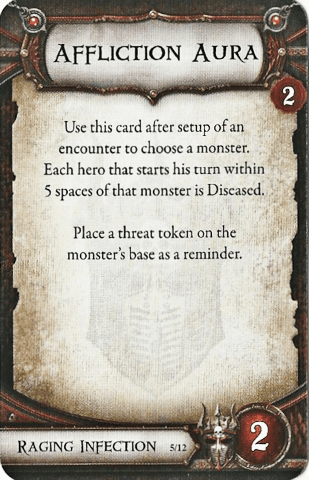 Affliction Aura
2
Use this card after setup of an
encounter to choose a monster.
Each hero that starts his turn within
5 spaces of that monster is Diseased.
Place a threat token on the
monster's base as a reminder.
Raging Infection 5/12
2